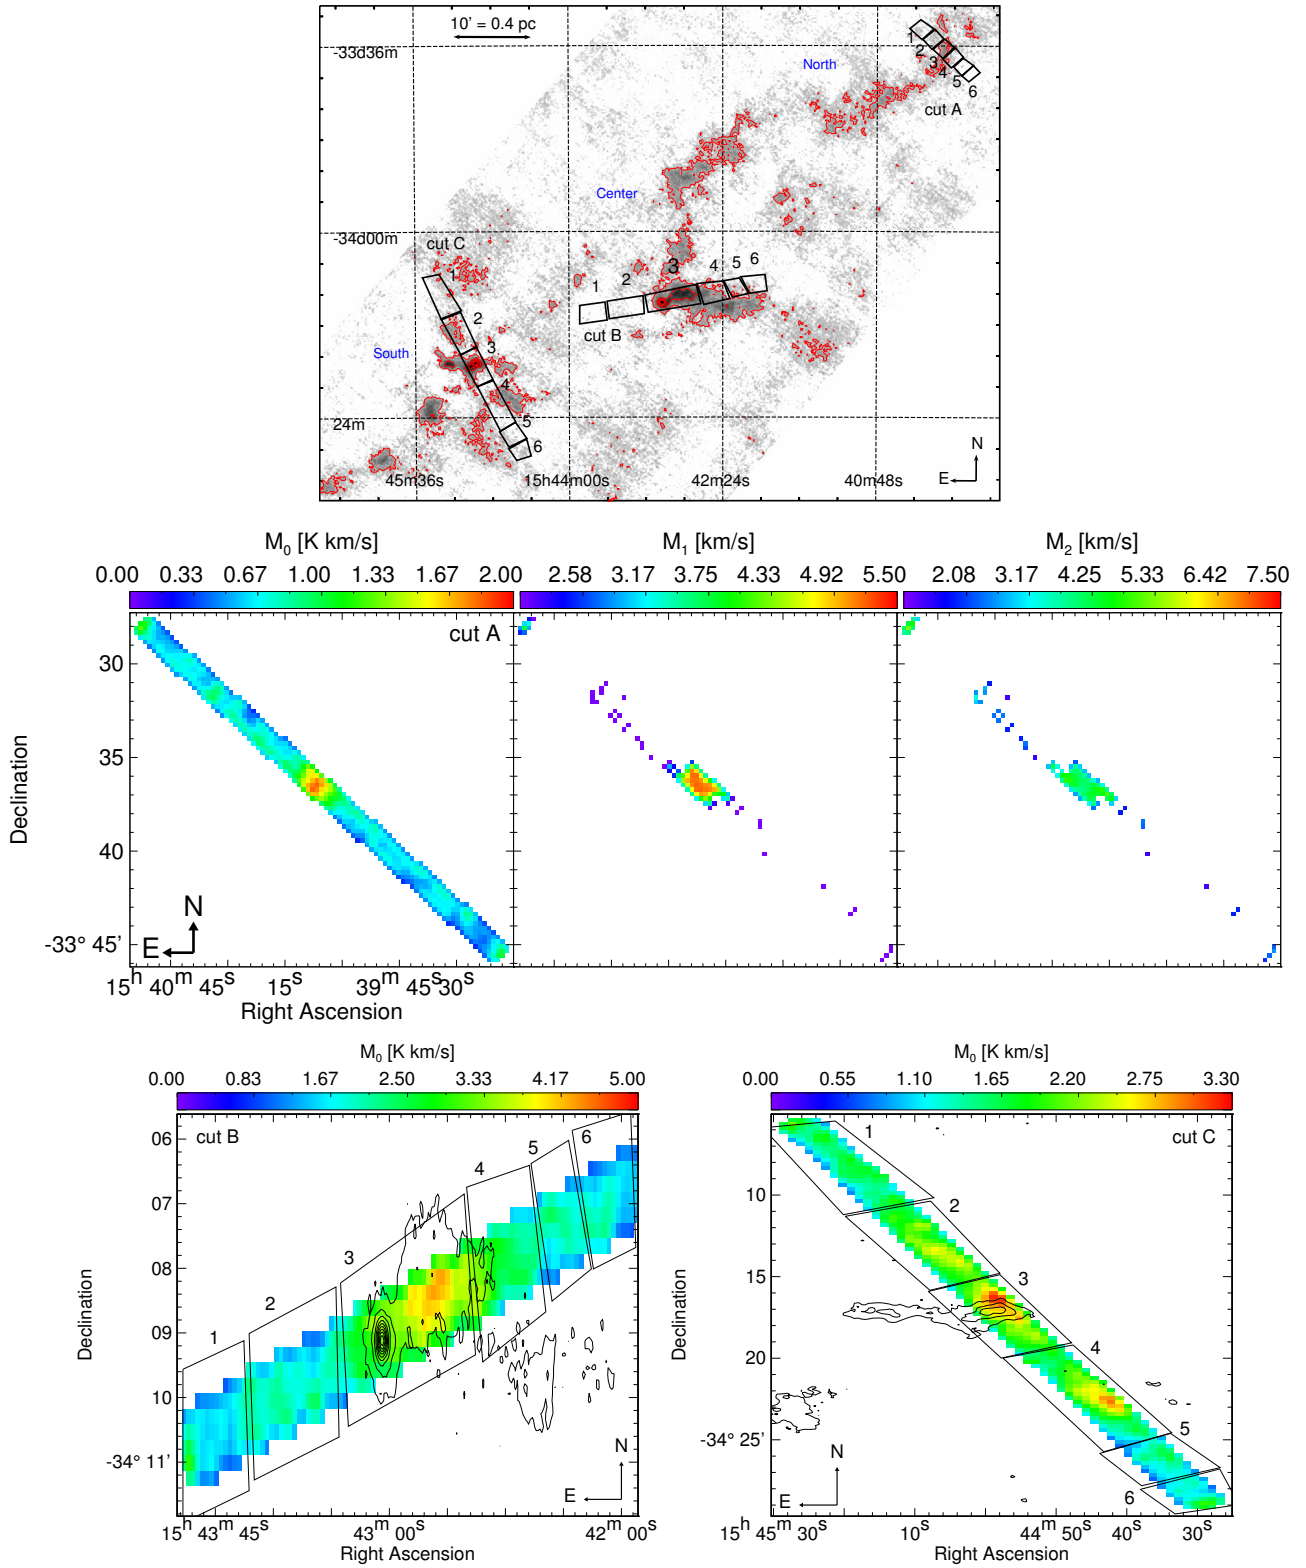 10' = 0.4 pc
-33d36m
North
1
2
3
4
5
6
cut A
Center
-34d00m
cut C
1
2
3
4
5
6
1
2
3
4
5
6
cut B
South
24m
N
E
45m36s
15h44m00s
42m24s
40m48s
M0 [K km/s]
M1 [km/s]
M2 [km/s]
0.00 0.33 0.67 1.00 1.33 1.67 2.00
2.58 3.17 3.75 4.33 4.92 5.50
2.08 3.17 4.25 5.33 6.42 7.50
cut A
30
35
40
-33° 45'
Declination
N
E
15h 40m 45s 15s 39m 45s 30s
Right Ascension
M0 [K km/s]
0.00 0.83 1.67 2.50 3.33 4.17 5.00
cut B
06
07
08
09
10
-34° 11'
Declination
1
2
3
4
5
6
N
E
15h 43m 45s 43m 00s 42m 00s
Right Ascension
M0 [K km/s]
0.00 0.55 1.10 1.65 2.20 2.75 3.30
cut C
10
15
20
-34° 25'
Declination
1
2
3
4
5
6
N
E
15h 45m 30s 10s 44m 50s 40s 30s
Right Ascension